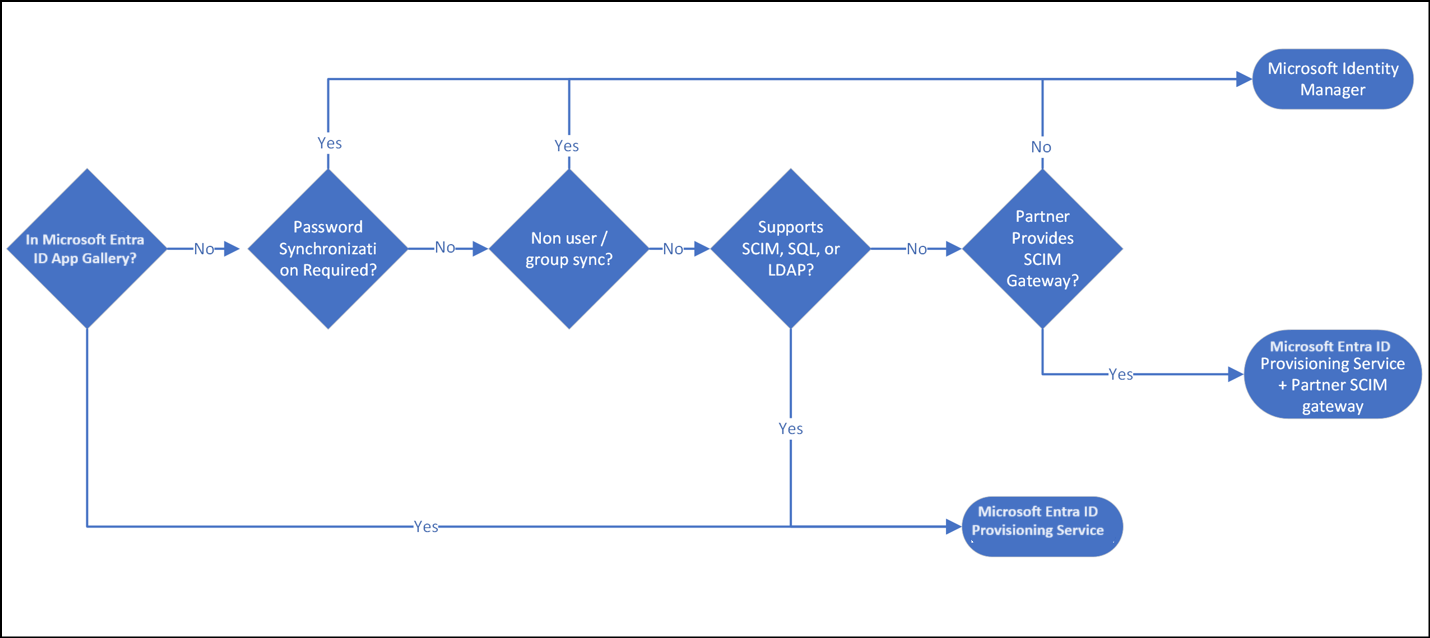 Microsoft Identity
Manager
Yes
Yes
No
In Microsoft Entra
ID App Gallery?
No
Password
Synchronizati
on Required?
No
Non user /
group sync?
No
Supports
SCIM, SQL, or
LDAP?
No
Partner
Provides
SCIM
Gateway?
Yes
Microsoft Entra ID
Provisioning Service
+ Partner SCIM
gateway
Yes
Yes
Microsoft Entra ID
Provisioning Service